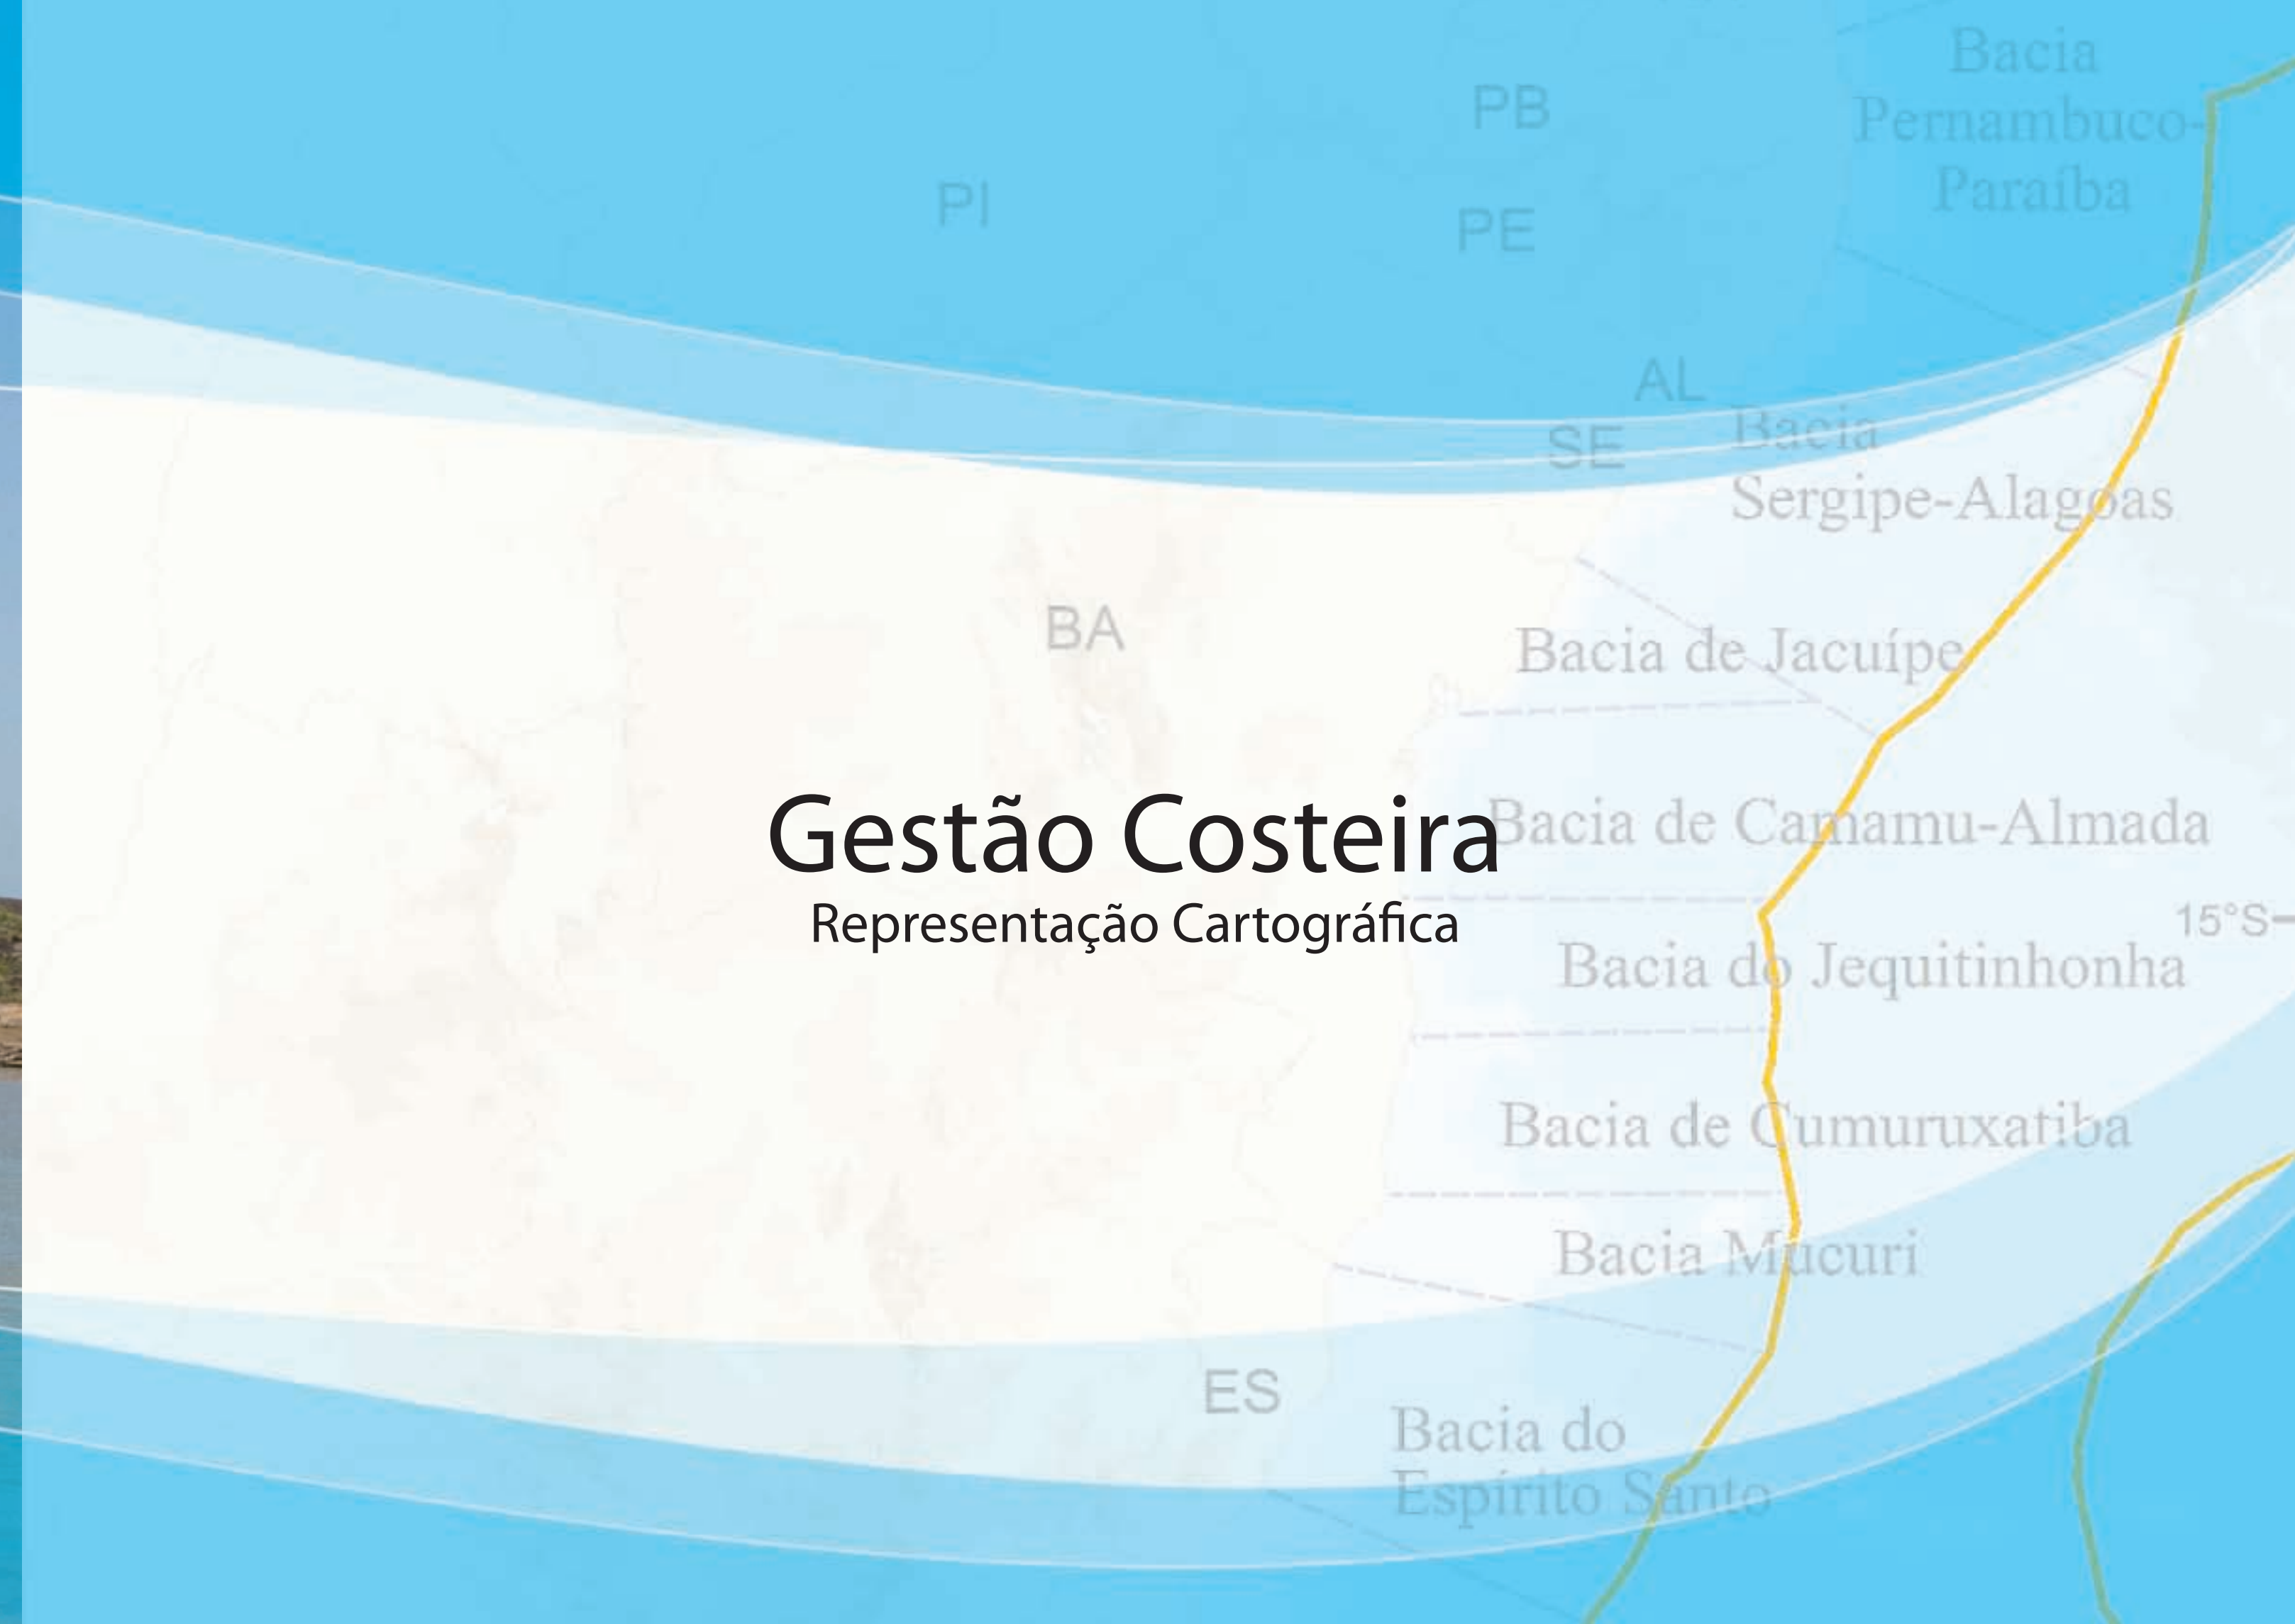 Bacia
Pernambuco-
Paraíba
PB
PI
PE
AL
SE
Bacia
Sergipe-Alagoas
BA
Bacia de Jacuípe
Gestão Costeira
Representação Cartográfica
Bacia de Camamu-Almada
15°S
Bacia do Jequitinhonha
Bacia de Cumuruxatiba
Bacia Mucuri
ES
Bacia do
Espírito Santo